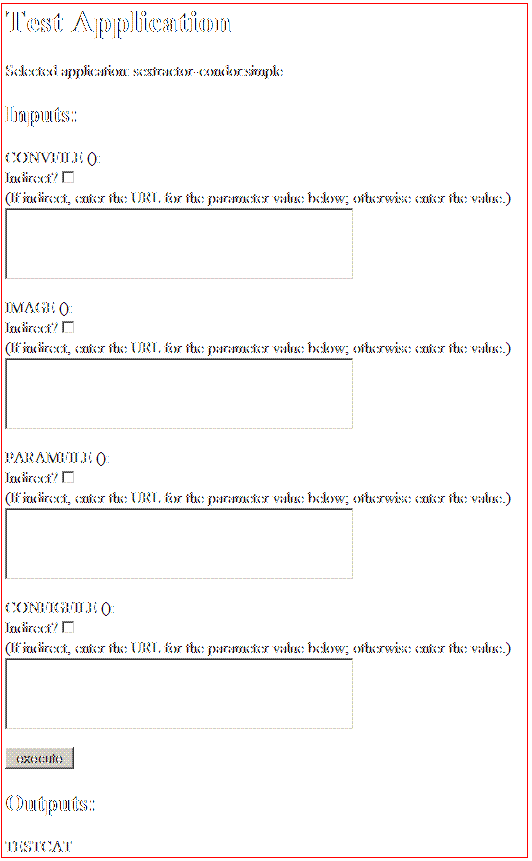 Test Application
Selected application: sextractor-condor:simple
Inputs:
CONVFILE ():
Indirect?
(If indirect, enter the URL for the parameter value below; otherwise enter the value.)
IMAGE ():
Indirect?
(If indirect, enter the URL for the parameter value below; otherwise enter the value.)
PARAMFILE ():
Indirect?
(If indirect, enter the URL for the parameter value below; otherwise enter the value.)
CONFIGFILE ():
Indirect?
(If indirect, enter the URL for the parameter value below; otherwise enter the value.)
execute
Outputs:
TESTCAT